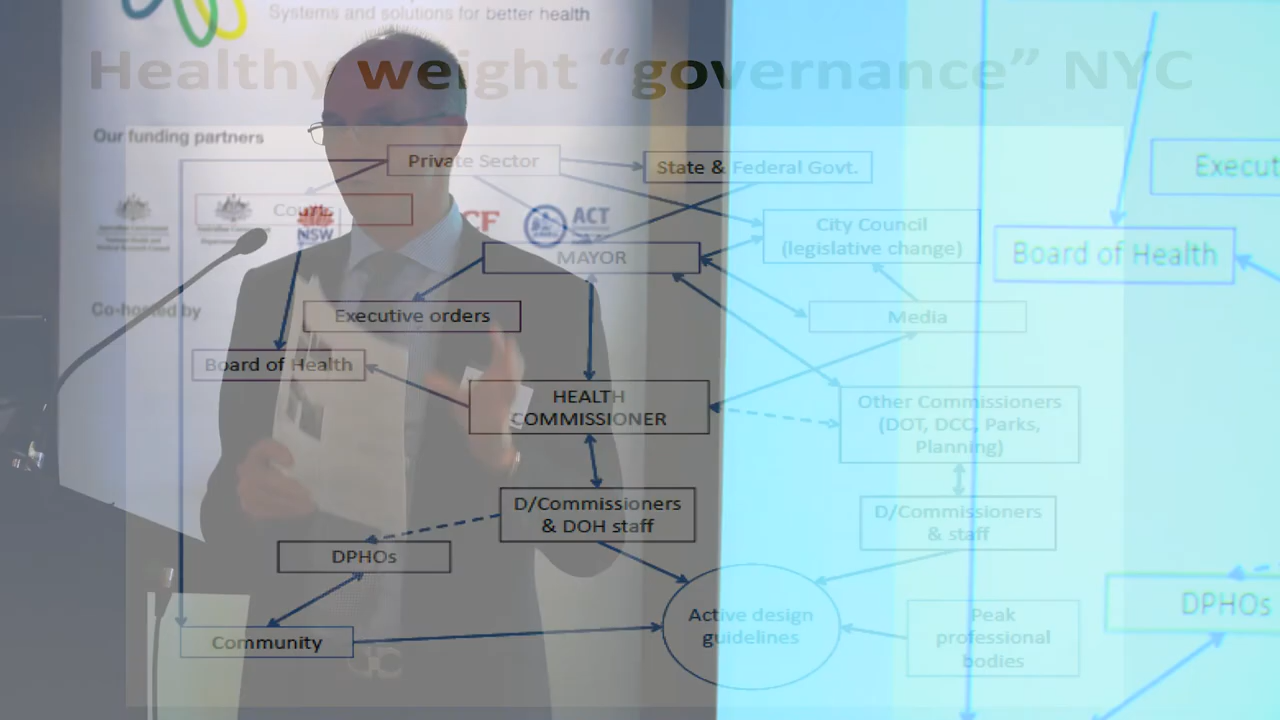 Systems and solutions for better health
Healthy weight “governance” NYC
Our funding partners
Private Sector
State & Federal Govt.
Courts
NSW
CF
ACT
City Council
(legislative change)
MAYOR
Co-hosted by
Executive orders
Media
Board of Health
HEALTH
COMMISSIONER
Other Commissioners
(DOT, DCC, Parks,
Planning)
D/Commissioners
& DOH staff
D/Commissioners
& staff
DPHOs
Active design
guidelines
Peak
professional
bodies
Community
Execut
Board of Health
DPHOs